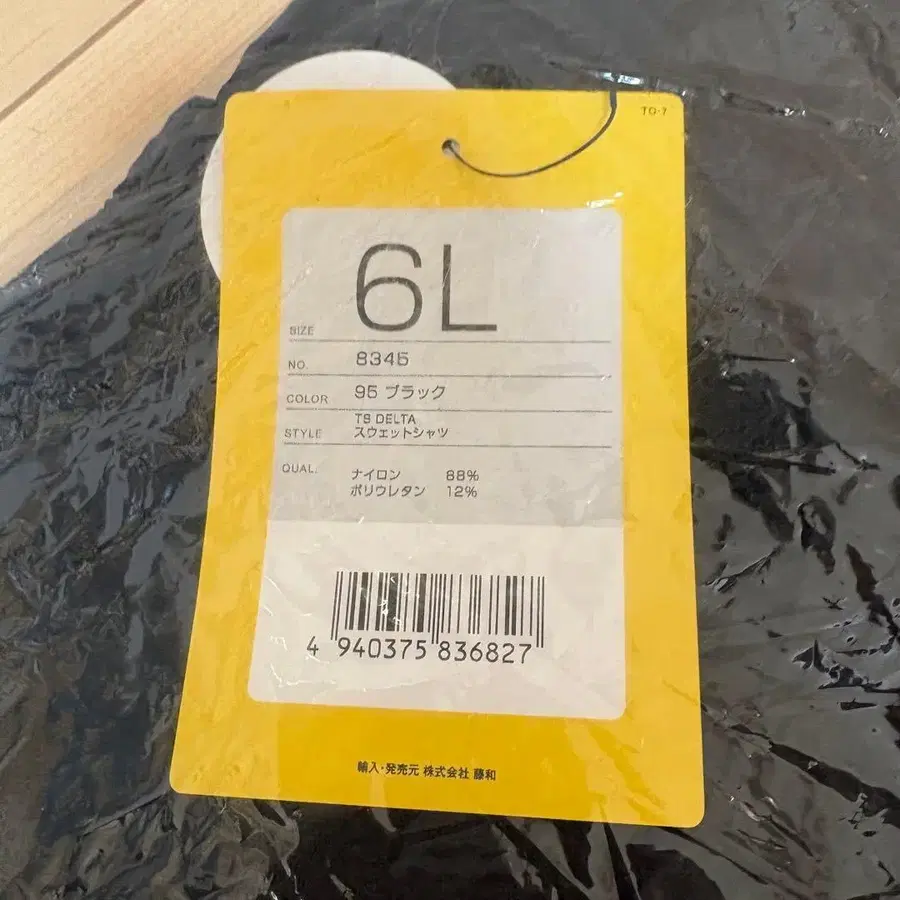 TO-7
SIZE 6L
NO. 8345
COLOR 95 ブラック
TS DELTA
STYLE スウェットシャツ
QUAL. ナイロン 88%
ポリウレタン 12%
4 940375 836827
輸入・発売元 株式会社 藤和